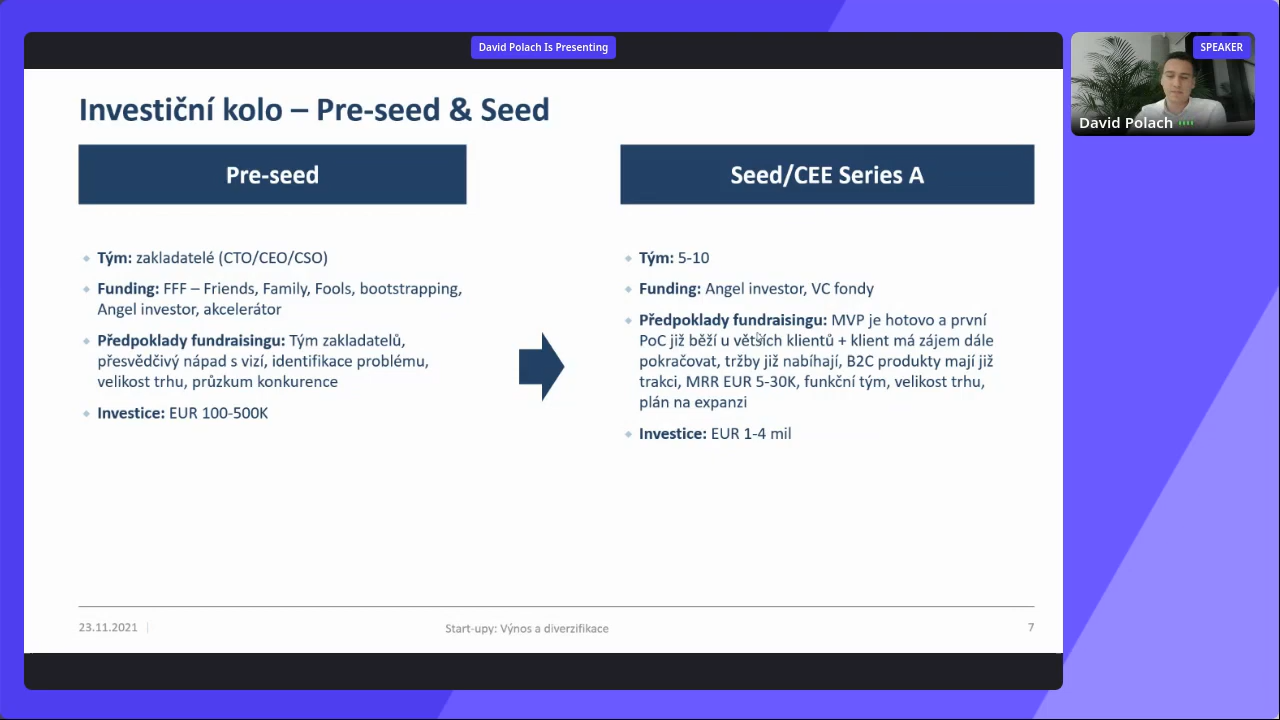 David Polach Is Presenting
SPEAKER
David Polach
Investiční kolo – Pre-seed & Seed
Pre-seed
Tým: zakladatelé (CTO/CEO/CSO)
Funding: FFF – Friends, Family, Fools, bootstrapping,
Angel investor, akcelerátor
Předpoklady fundraisingu: Tým zakladatelů,
přesvědčivý nápad s vizí, identifikace problému,
velikost trhu, průzkum konkurence
Investice: EUR 100-500K
Seed/CEE Series A
Tým: 5-10
Funding: Angel investor, VC fondy
Předpoklady fundraisingu: MVP je hotovo a první
PoC již běží u větších klientů + klient má zájem dále
pokračovat, tržby již nabíhají, B2C produkty mají již
trakci, MRR EUR 5-30K, funkční tým, velikost trhu,
plán na expanzi
Investice: EUR 1-4 mil
23.11.2021
Start-upy: Výnos a diverzifikace
7